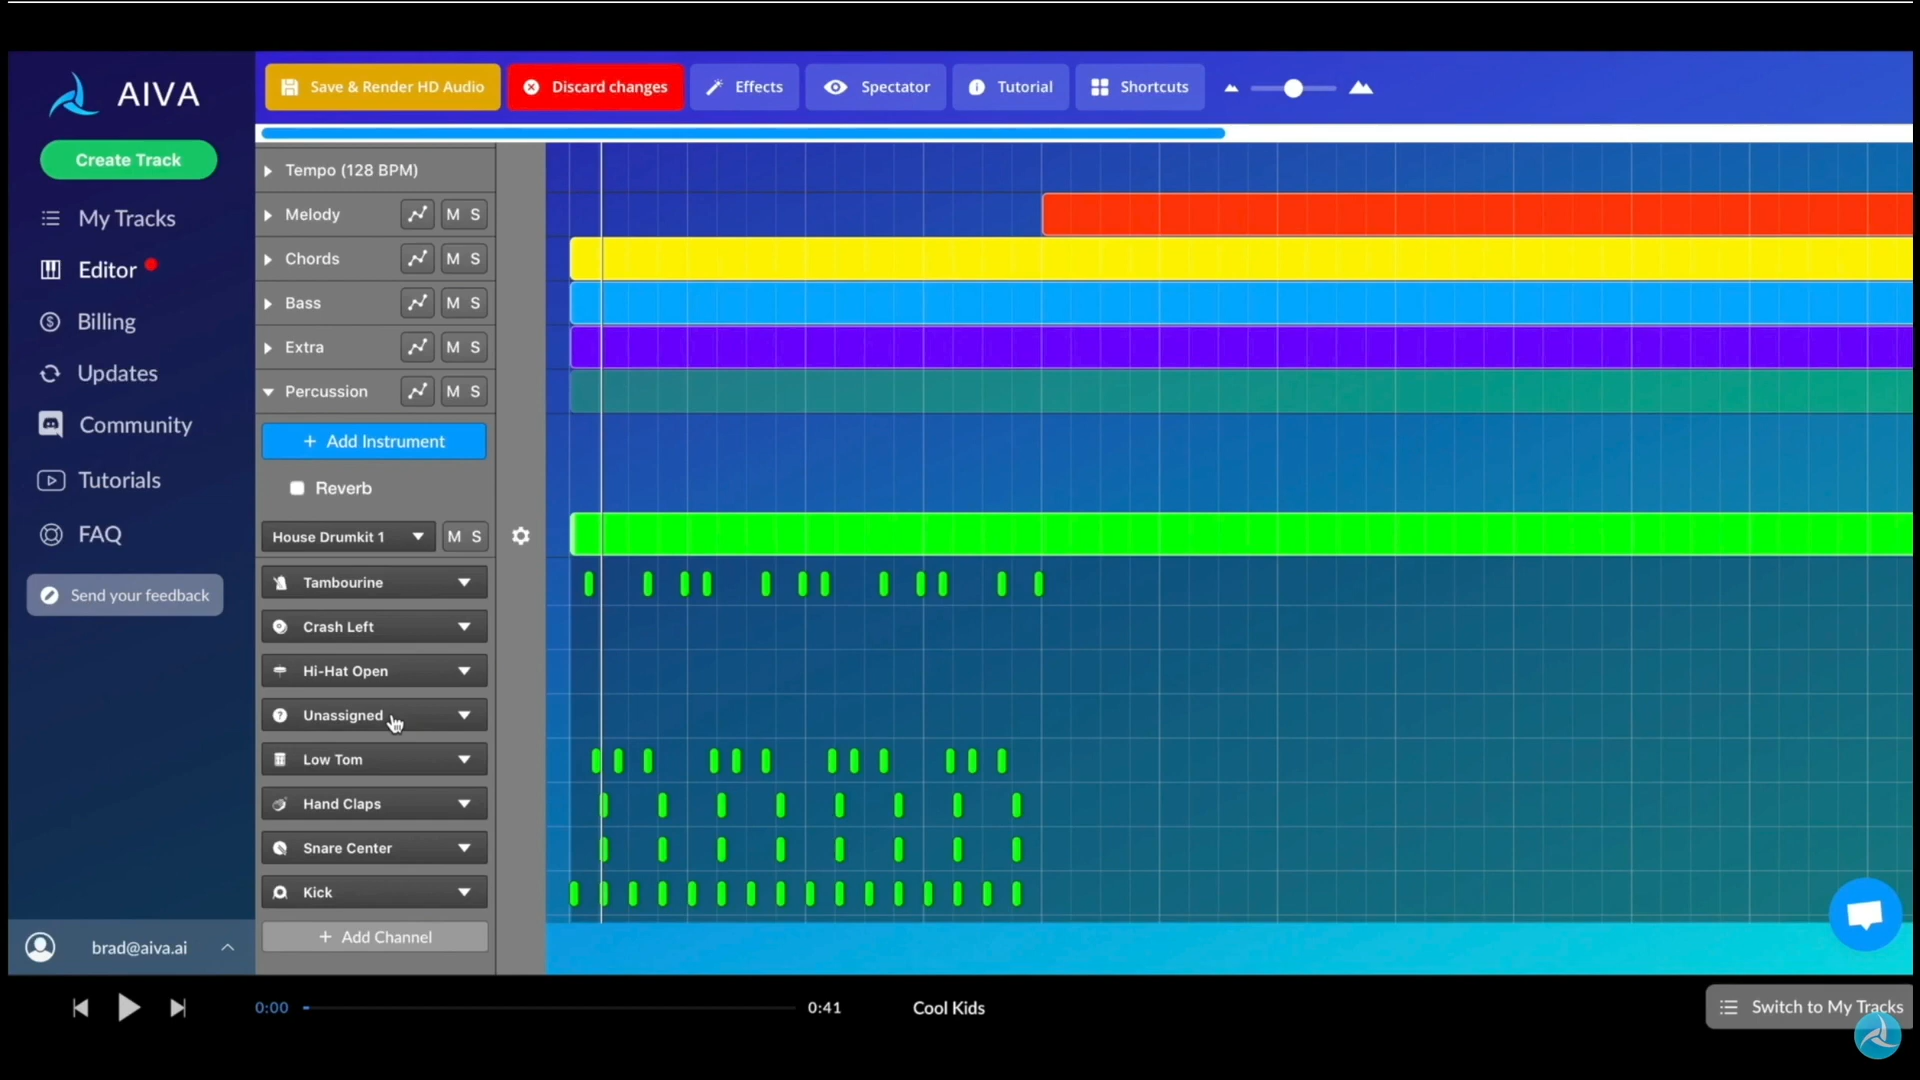 AIVA
Create Track
My Tracks
Editor
Billing
Updates
Community
Tutorials
FAQ
Send your feedback
brad@aiva.ai
Save & Render HD Audio
Discard changes
Effects
Spectator
Tutorial
Shortcuts
Tempo (128 BPM)
Melody M S
Chords M S
Bass M S
Extra M S
Percussion M S
+ Add Instrument
Reverb
House Drumkit 1 M S
Tambourine
Crash Left
Hi-Hat Open
? Unassigned
Low Tom
Hand Claps
Snare Center
Kick
+ Add Channel
0:00
0:41
Cool Kids
Switch to My Tracks